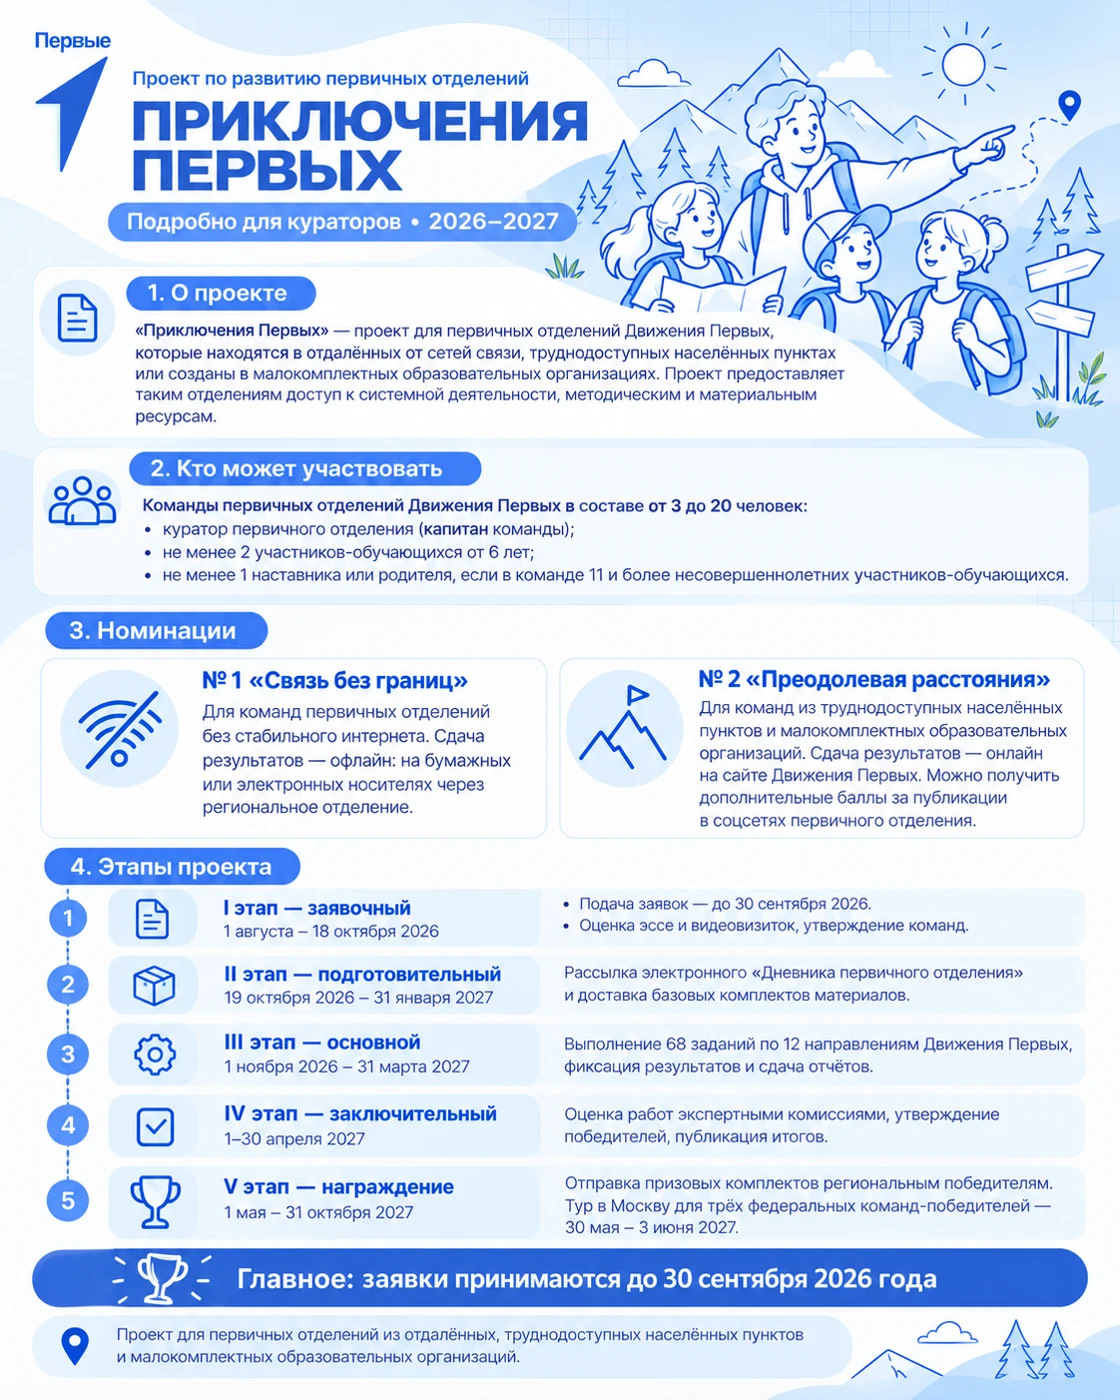 Первые
Проект по развитию первичных отделений
ПРИКЛЮЧЕНИЯ
ПЕРВЫХ
Подробно для кураторов • 2026–2027
1. О проекте
«Приключения Первых» — проект для первичных отделений Движения Первых,
которые находятся в отдалённых от сетей связи, труднодоступных населённых пунктах
или созданы в малокомплектных образовательных организациях. Проект предоставляет
таким отделениям доступ к системной деятельности, методическим и материальным
ресурсам.
2. Кто может участвовать
Команды первичных отделений Движения Первых в составе от 3 до 20 человек:
• куратор первичного отделения (капитан команды);
• не менее 2 участников-обучающихся от 6 лет;
• не менее 1 наставника или родителя, если в команде 11 и более несовершеннолетних участников-обучающихся.
3. Номинации
№ 1 «Связь без границ»
Для команд первичных отделений
без стабильного интернета. Сдача
результатов — офлайн: на бумажных
или электронных носителях через
региональное отделение.
№ 2 «Преодолевая расстояния»
Для команд из труднодоступных населённых
пунктов и малокомплектных образовательных
организаций. Сдача результатов — онлайн
на сайте Движения Первых. Можно получить
дополнительные баллы за публикации
в соцсетях первичного отделения.
4. Этапы проекта
1
I этап — заявочный
1 августа – 18 октября 2026
• Подача заявок — до 30 сентября 2026.
• Оценка эссе и видеовизиток, утверждение команд.
2
II этап — подготовительный
19 октября 2026 – 31 января 2027
Рассылка электронного «Дневника первичного отделения»
и доставка базовых комплектов материалов.
3
III этап — основной
1 ноября 2026 – 31 марта 2027
Выполнение 68 заданий по 12 направлениям Движения Первых,
фиксация результатов и сдача отчётов.
4
IV этап — заключительный
1–30 апреля 2027
Оценка работ экспертными комиссиями, утверждение
победителей, публикация итогов.
5
V этап — награждение
1 мая – 31 октября 2027
Отправка призовых комплектов региональным победителям.
Тур в Москву для трёх федеральных команд-победителей —
30 мая – 3 июня 2027.
Главное: заявки принимаются до 30 сентября 2026 года
Проект для первичных отделений из отдалённых, труднодоступных населённых пунктов
и малокомплектных образовательных организаций.